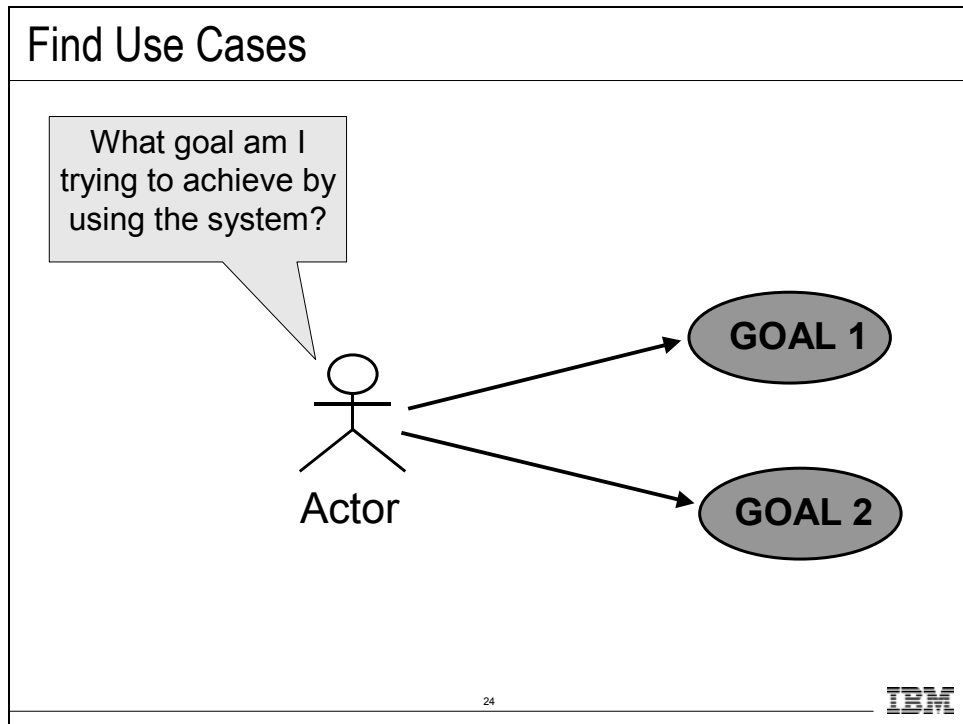 Find Use Cases
What goal am I
trying to achieve by
using the system?
GOAL 1
Actor
GOAL 2
24
IBM